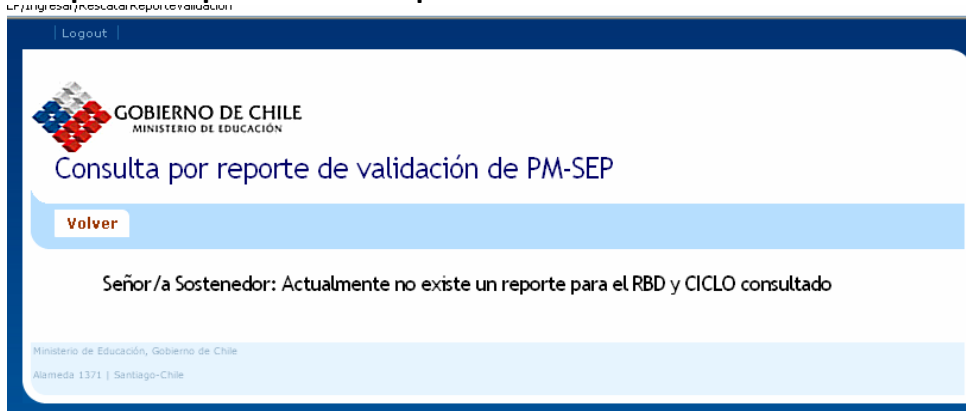 | Logout |
GOBIERNO DE CHILE
MINISTERIO DE EDUCACIÓN
Consulta por reporte de validación de PM-SEP
Volver
Señor/a Sostenedor: Actualmente no existe un reporte para el RBD y CICLO consultado
Ministerio de Educación, Gobierno de Chile
Alameda 1371 | Santiago-Chile